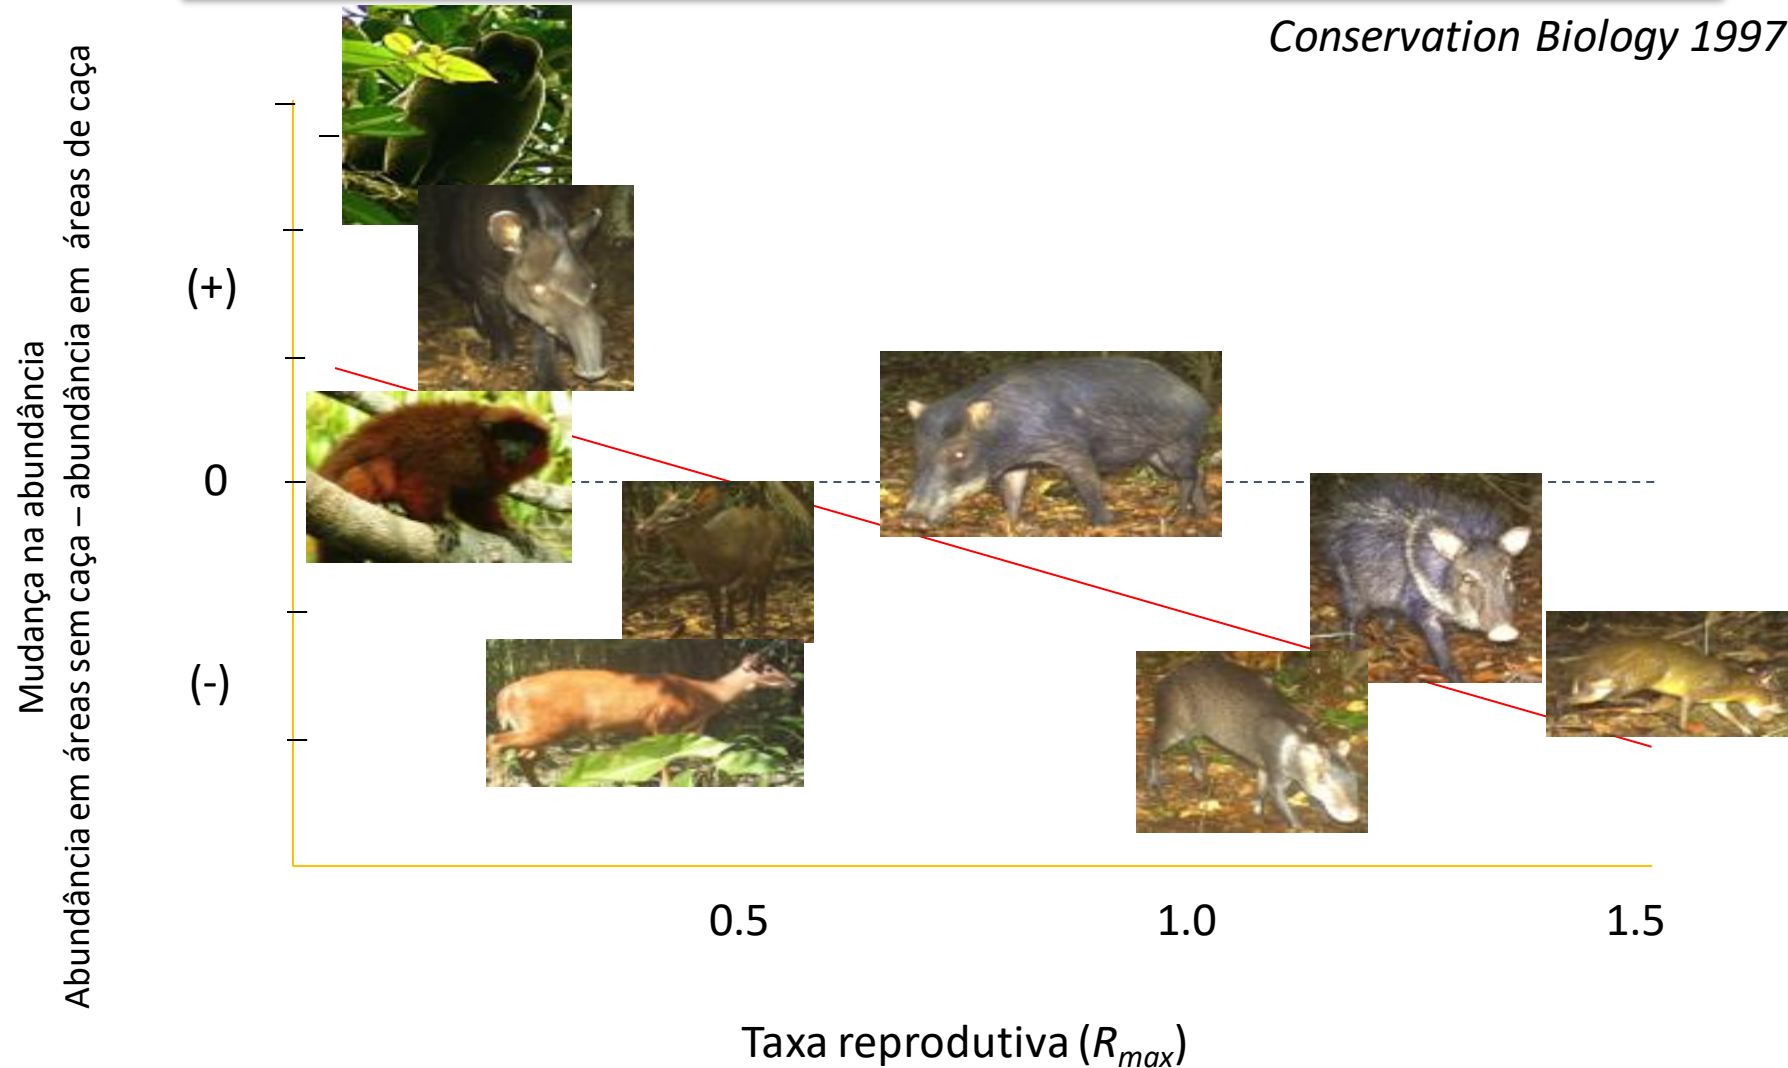 Conservation Biology 1997
Mudança na abundância
Abundância em áreas sem caça – abundância em áreas de caça
(+)
0
(-)
0.5
1.0
1.5
Taxa reprodutiva (Rmax)